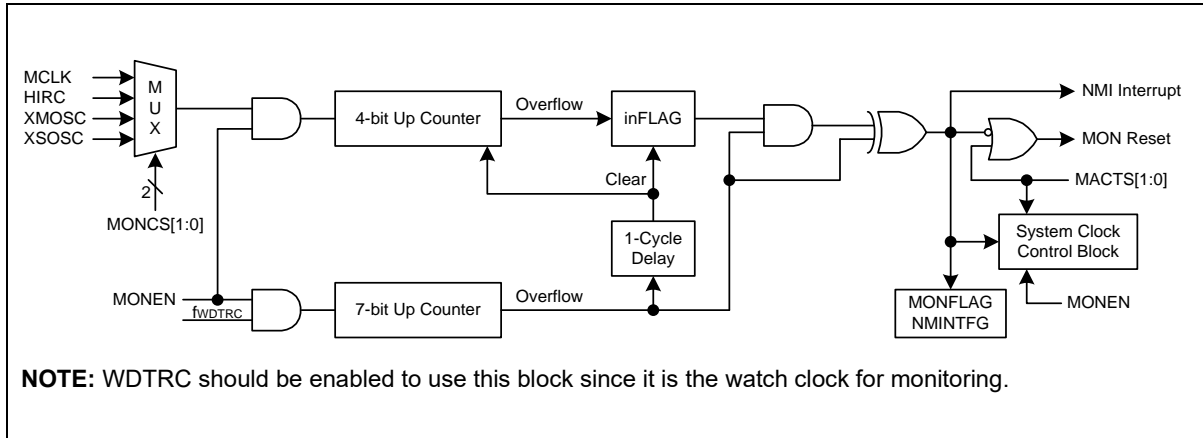 MCLK
HIRC
XMOSC
XSOSC
M
U
X
2
MONCS[1:0]
4-bit Up Counter
Overflow
inFLAG
Clear
1-Cycle
Delay
MONEN
fWDTRC
7-bit Up Counter
Overflow
NMI Interrupt
MON Reset
MACTS[1:0]
System Clock
Control Block
MONFLAG
NMINTFG
MONEN
NOTE: WDTRC should be enabled to use this block since it is the watch clock for monitoring.